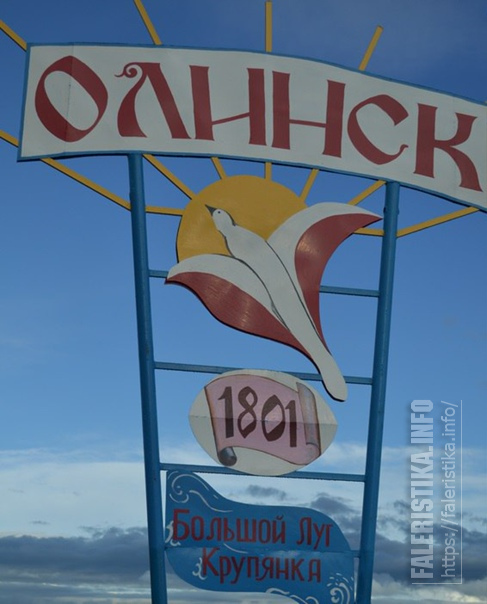 ОЛИНСК
1801
Большой Луг
Крупянка
FALERISTIKA.INFO
https://faleristika.info/